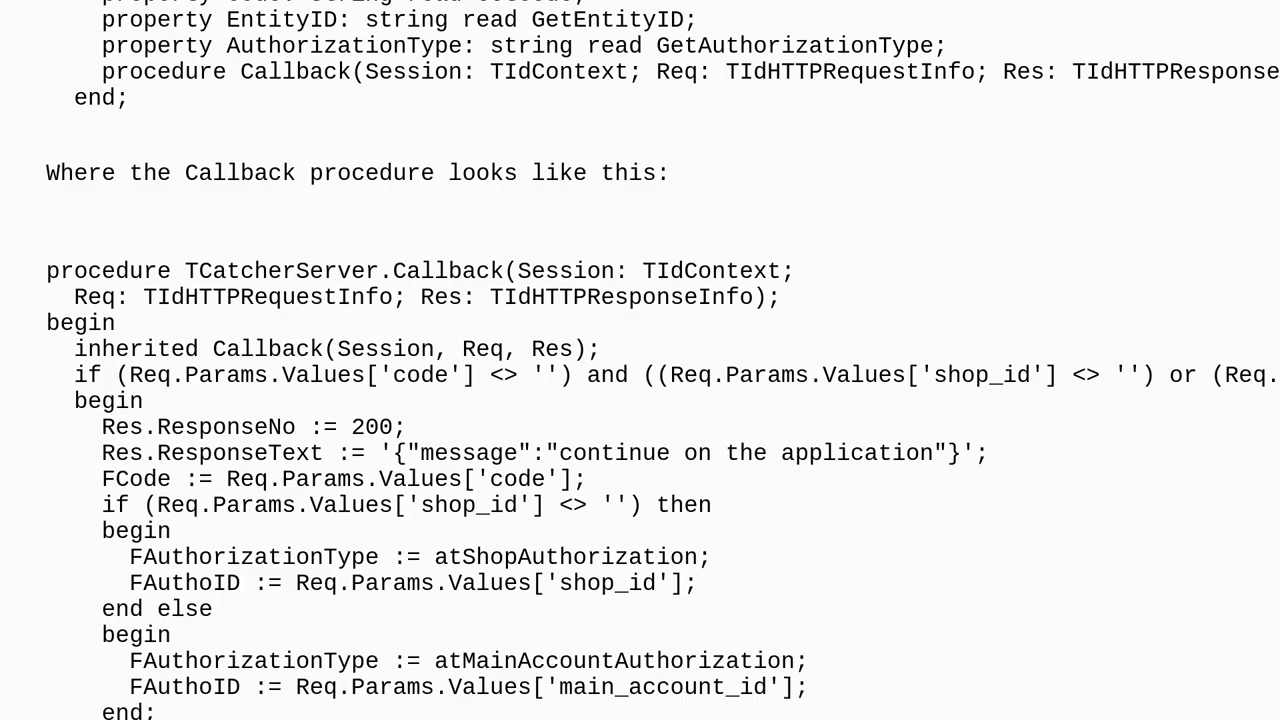 property EntityID: string read GetEntityID;
property AuthorizationType: string read GetAuthorizationType;
procedure Callback(Session: TIdContext; Req: TIdHTTPRequestInfo; Res: TIdHTTPResponse
end;
Where the Callback procedure looks like this:
procedure TCatcherServer.Callback(Session: TIdContext;
Req: TIdHTTPRequestInfo; Res: TIdHTTPResponseInfo);
begin
inherited Callback(Session, Req, Res);
if (Req.Params.Values['code'] <> '') and ((Req.Params.Values['shop_id'] <> '') or (Req.
begin
Res.ResponseNo := 200;
Res.ResponseText := '{"message":"continue on the application"}';
FCode := Req.Params.Values['code'];
if (Req.Params.Values['shop_id'] <> '') then
begin
FAuthorizationType := atShopAuthorization;
FAuthoID := Req.Params.Values['shop_id'];
end else
begin
FAuthorizationType := atMainAccountAuthorization;
FAuthoID := Req.Params.Values['main_account_id'];
end;